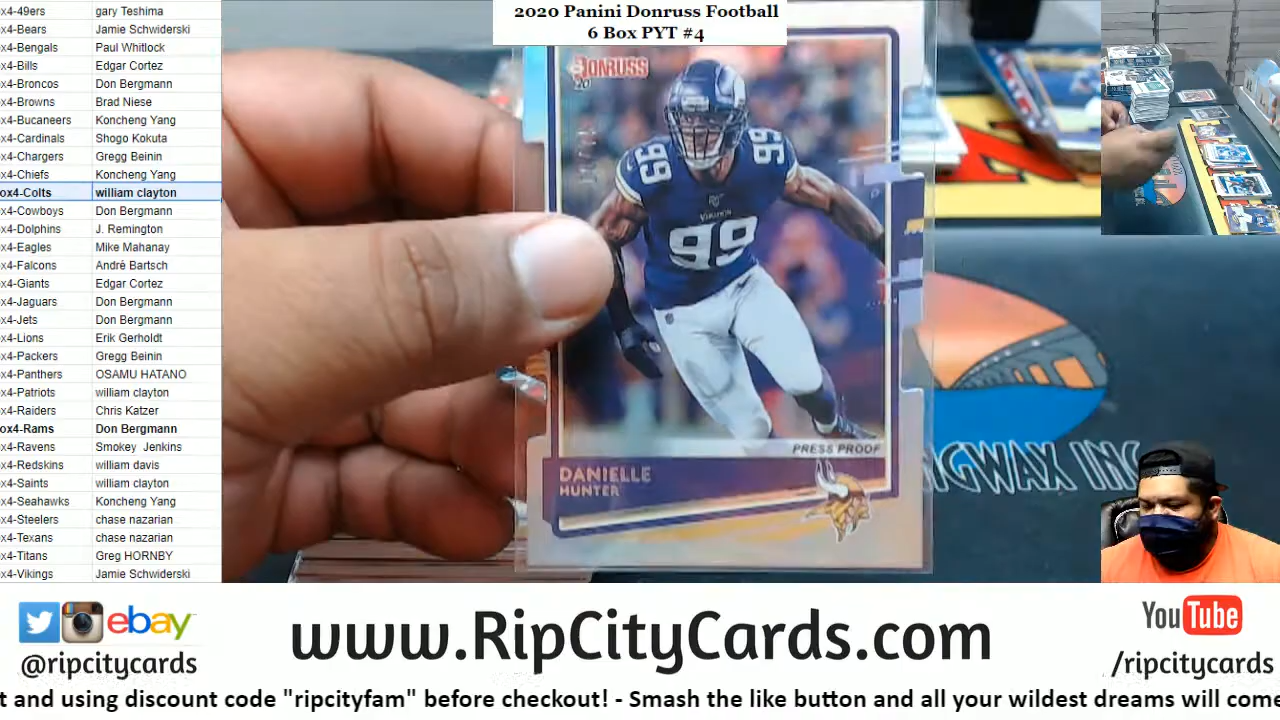 2020 Panini Donruss Football
6 Box PYT #4
x4-49ers gary Teshima
x4-Bears Jamie Schwiderski
x4-Bengals Paul Whitlock
x4-Bills Edgar Cortez
x4-Broncos Don Bergmann
x4-Browns Brad Niese
x4-Bucaneers Koncheng Yang
x4-Cardinals Shogo Kokuta
x4-Chargers Gregg Beinin
x4-Chiefs Koncheng Yang
ox4-Colts william clayton
x4-Cowboys Don Bergmann
x4-Dolphins J. Remington
x4-Eagles Mike Mahanay
x4-Falcons Andrè Bartsch
x4-Giants Edgar Cortez
x4-Jaguars Don Bergmann
x4-Jets Don Bergmann
x4-Lions Erik Gerholdt
x4-Packers Gregg Beinin
x4-Panthers OSAMU HATANO
x4-Patriots william clayton
x4-Raiders Chris Katzer
ox4-Rams Don Bergmann
x4-Ravens Smokey Jenkins
x4-Redskins william davis
x4-Saints william clayton
x4-Seahawks Koncheng Yang
x4-Steelers chase nazarian
x4-Texans chase nazarian
x4-Titans Greg HORNBY
x4-Vikings Jamie Schwiderski
DONRUSS
20
99
99
VIKINGS
99
PRESS PROOF
DANIELLE
HUNTER
NGWAX INC
ebay
@ripcitycards
www.RipCityCards.com
YouTube
/ripcitycards
t and using discount code "ripcityfam" before checkout! - Smash the like button and all your wildest dreams will come